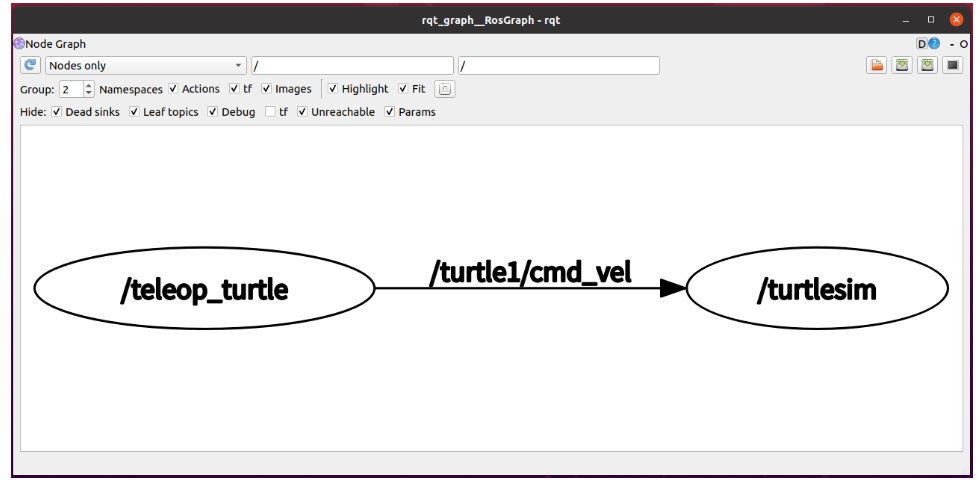 rqt_graph__RosGraph - rqt
Node Graph
D - O
Nodes only / /
Group: 2 Namespaces Actions tf Images Highlight Fit
Hide: Dead sinks Leaf topics Debug tf Unreachable Params
/turtle1/cmd_vel
/teleop_turtle /turtlesim